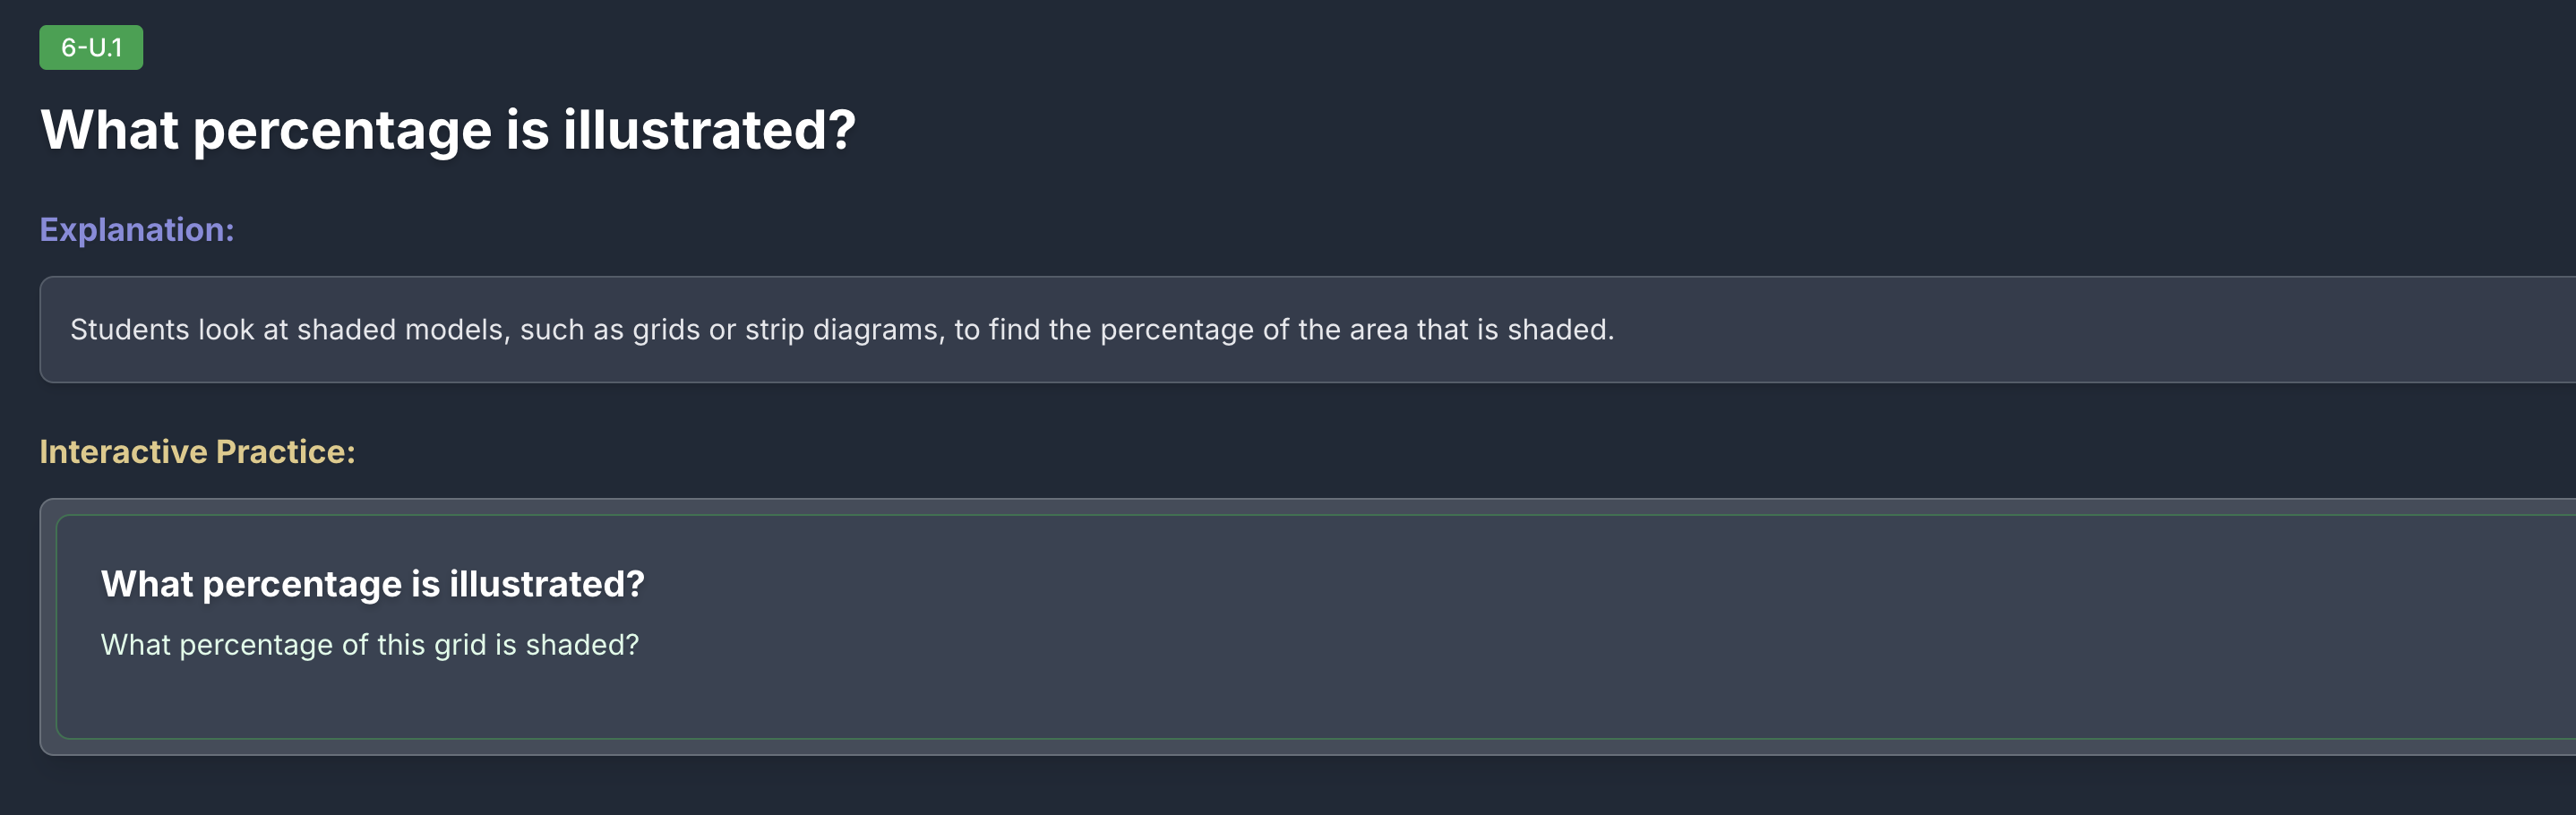 6-U.1
What percentage is illustrated?
Explanation:
Students look at shaded models, such as grids or strip diagrams, to find the percentage of the area that is shaded.
Interactive Practice:
What percentage is illustrated?
What percentage of this grid is shaded?